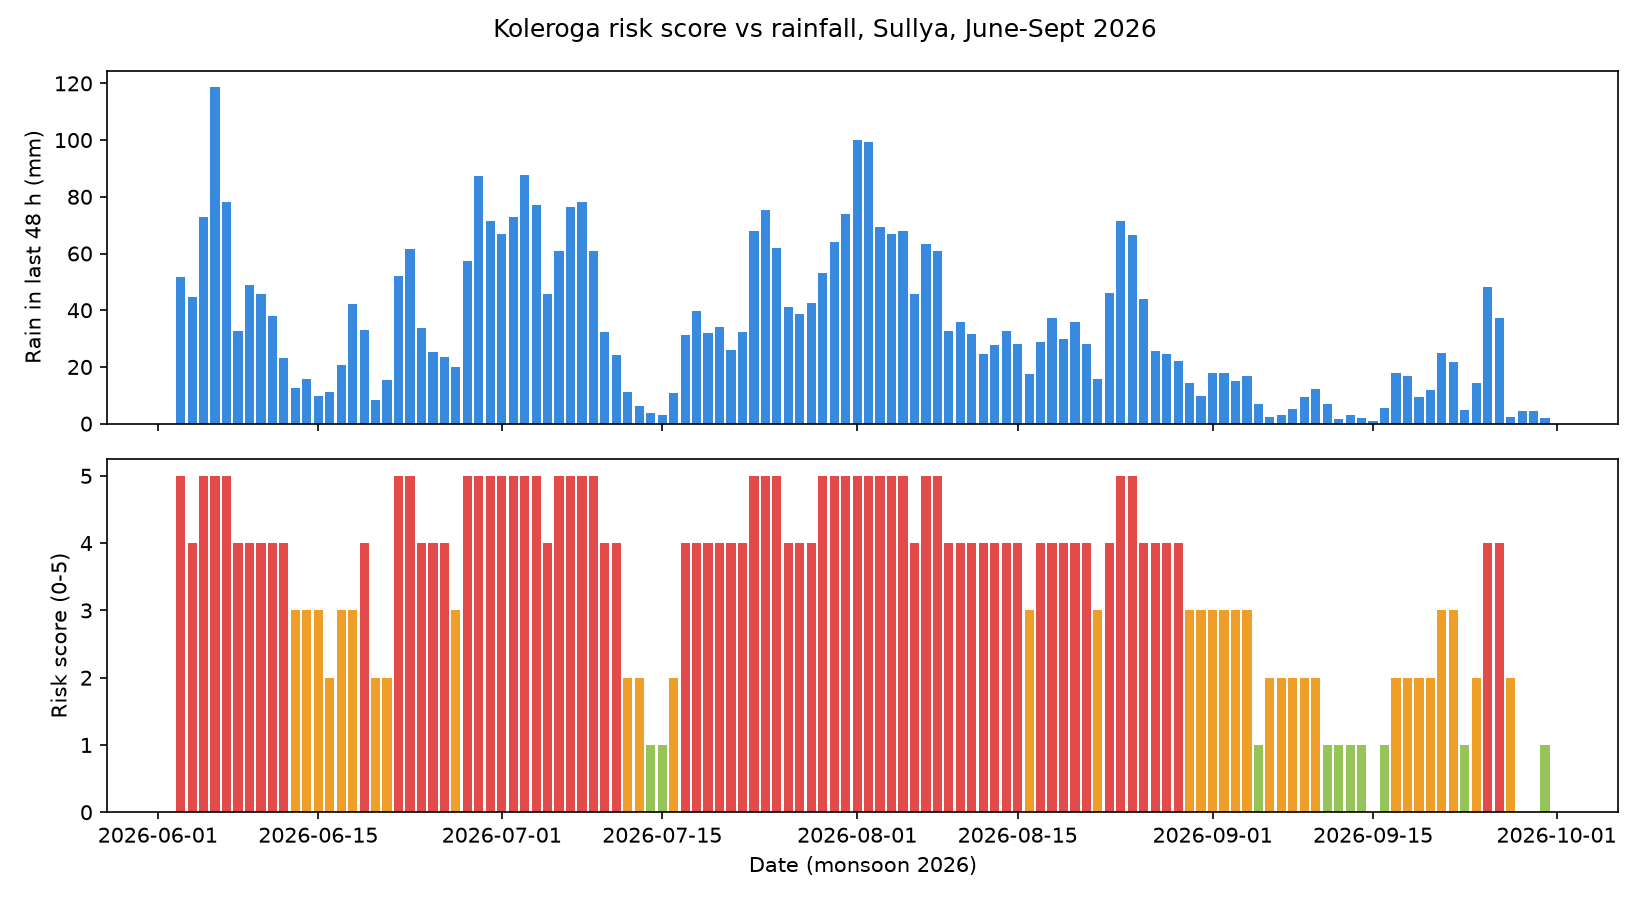 Koleroga risk score vs rainfall, Sullya, June-Sept 2026
Rain in last 48 h (mm)
120
100
80
60
40
20
0
Risk score (0-5)
5
4
3
2
1
0
2026-06-01 2026-06-15 2026-07-01 2026-07-15 2026-08-01 2026-08-15 2026-09-01 2026-09-15 2026-10-01
Date (monsoon 2026)